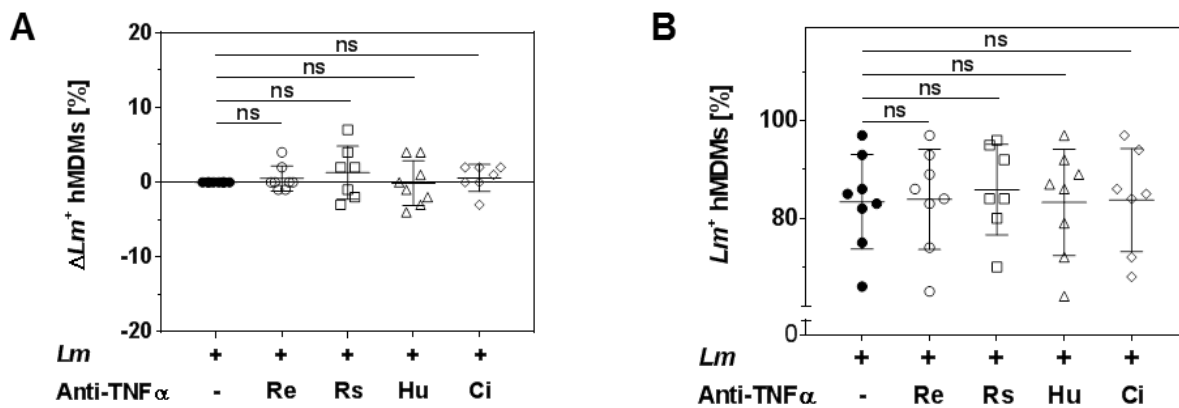 A
B
ΔLm+ hMDMs [%]
20
10
0
-10
-20
ns
ns
ns
ns
Lm + + + + +
Anti-TNFα - Re Rs Hu Ci
Lm+ hMDMs [%]
100
80
0
ns
ns
ns
ns
Lm + + + + +
Anti-TNFα - Re Rs Hu Ci